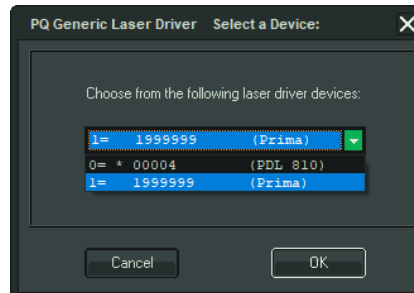 PQ Generic Laser Driver Select a Device:
Choose from the following laser driver devices:
1= 1999999 (Prima)
0= * 00004 (PDL 810)
1= 1999999 (Prima)
Cancel OK